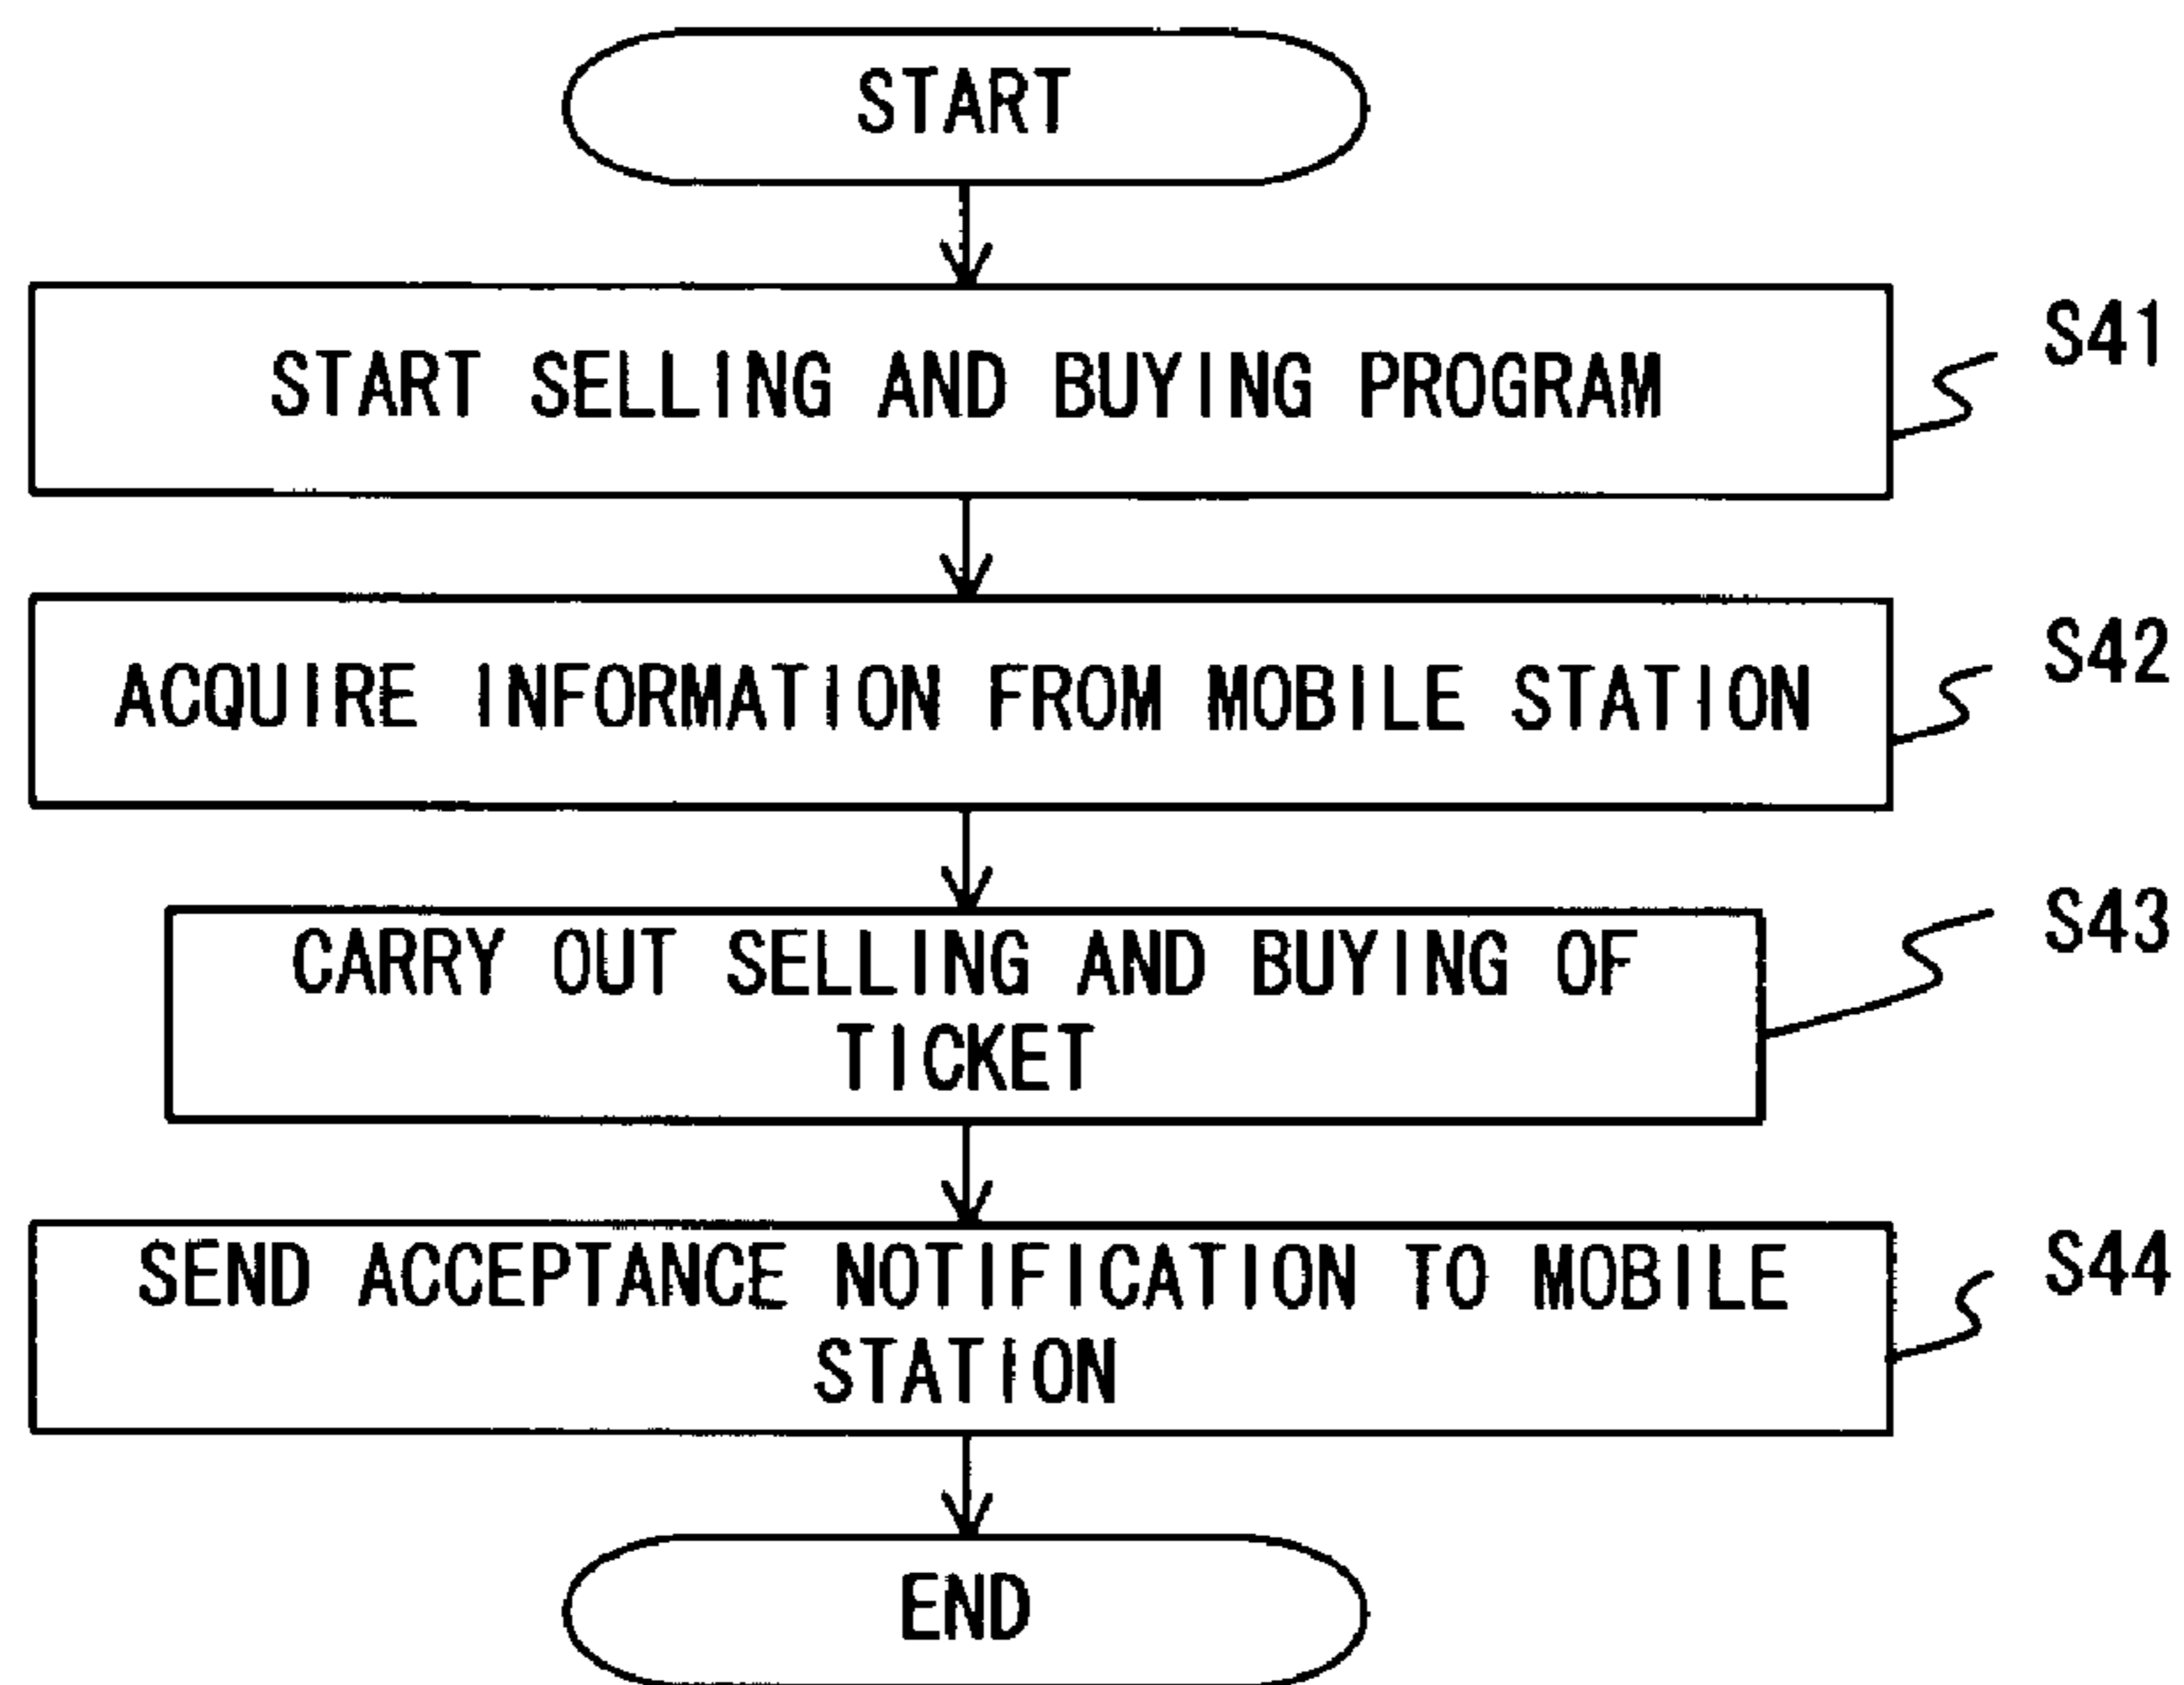 START
START SELLING AND BUYING PROGRAM
S41
ACQUIRE INFORMATION FROM MOBILE STATION
S42
CARRY OUT SELLING AND BUYING OF
TICKET
S43
SEND ACCEPTANCE NOTIFICATION TO MOBILE
STATION
S44
END